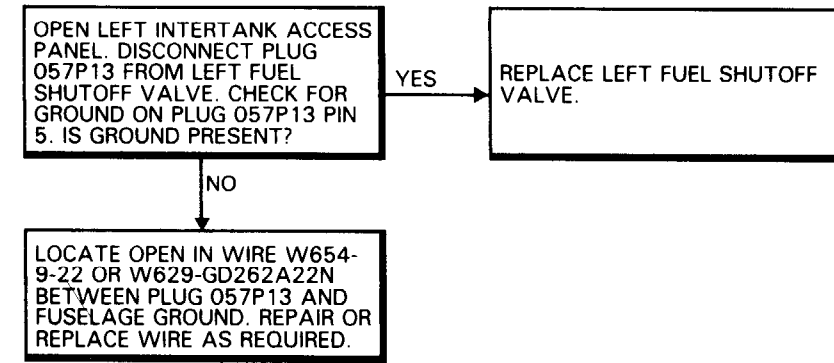 OPEN LEFT INTERTANK ACCESS
PANEL. DISCONNECT PLUG
057P13 FROM LEFT FUEL
SHUTOFF VALVE. CHECK FOR
GROUND ON PLUG 057P13 PIN
5. IS GROUND PRESENT?
YES
REPLACE LEFT FUEL SHUTOFF
VALVE.
NO
LOCATE OPEN IN WIRE W654-
9-22 OR W629-GD262A22N
BETWEEN PLUG 057P13 AND
FUSELAGE GROUND. REPAIR OR
REPLACE WIRE AS REQUIRED.